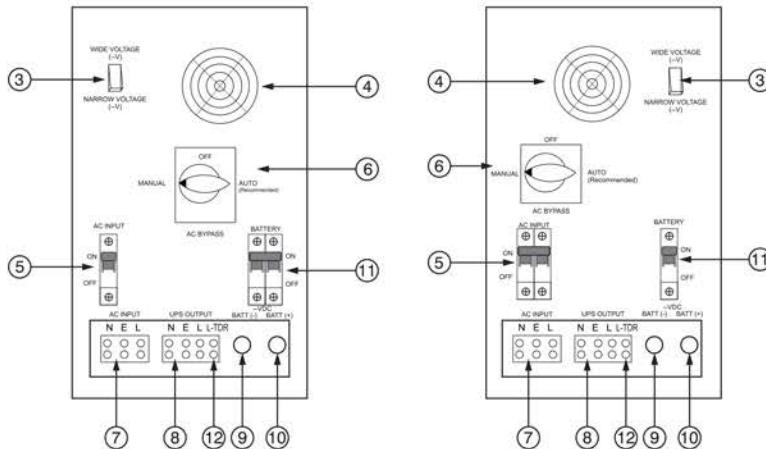 WIDE VOLTAGE
(~V)
NARROW VOLTAGE
(~V)
3
4
OFF
MANUAL
AUTO
(Recommended)
AC BYPASS
6
AC INPUT
ON
OFF
5
BATTERY
ON
OFF
11
⎓VDC
AC INPUT
UPS OUTPUT
BATT (-)
BATT (+)
N E L
N E L L-TDR
7
8
12
9
10
4
WIDE VOLTAGE
(~V)
NARROW VOLTAGE
(~V)
3
OFF
6
MANUAL
AUTO
(Recommended)
AC BYPASS
AC INPUT
5
ON
OFF
BATTERY
ON
OFF
11
⎓VDC
AC INPUT
UPS OUTPUT
BATT (-)
BATT (+)
N E L
N E L L-TDR
7
8
12
9
10